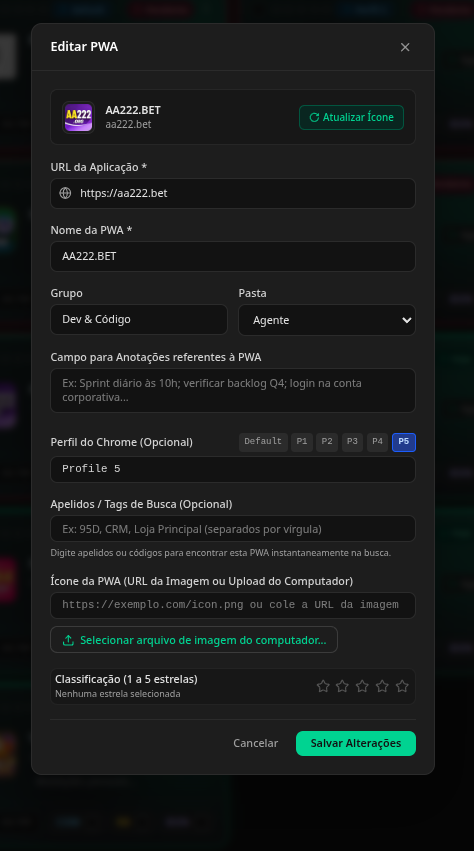 Editar PWA
AA222
AA222.BET
aa222.bet
Atualizar Ícone
URL da Aplicação *
https://aa222.bet
Nome da PWA *
AA222.BET
Grupo
Pasta
Dev & Código
Agente
Campo para Anotações referentes à PWA
Ex: Sprint diário às 10h; verificar backlog Q4; login na conta
corporativa...
Perfil do Chrome (Opcional)
Default P1 P2 P3 P4 P5
Profile 5
Apelidos / Tags de Busca (Opcional)
Ex: 95D, CRM, Loja Principal (separados por vírgula)
Digite apelidos ou códigos para encontrar esta PWA instantaneamente na busca.
Ícone da PWA (URL da Imagem ou Upload do Computador)
https://exemplo.com/icon.png ou cole a URL da imagem
Selecionar arquivo de imagem do computador...
Classificação (1 a 5 estrelas)
Nenhuma estrela selecionada
Cancelar
Salvar Alterações